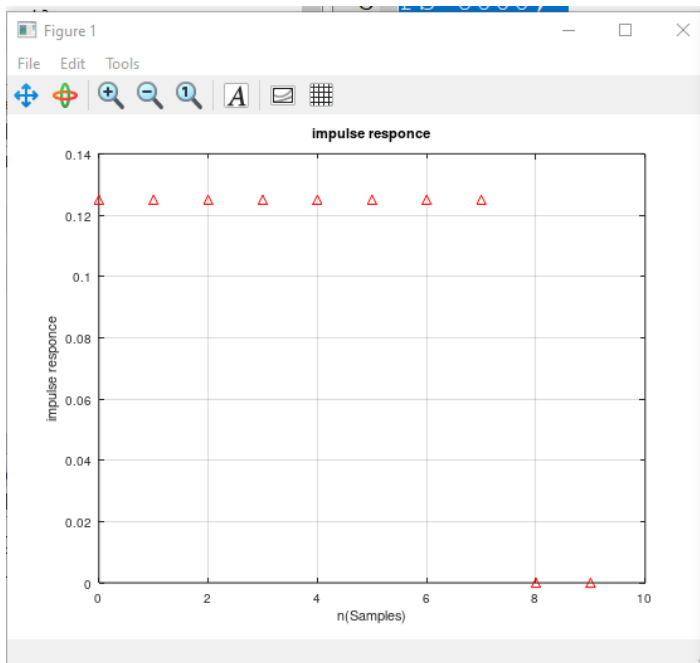 Figure 1
File Edit Tools
A
impulse responce
0.14
0.12
0.1
0.08
0.06
0.04
0.02
0
impulse responce
0 2 4 6 8 10
n(Samples)